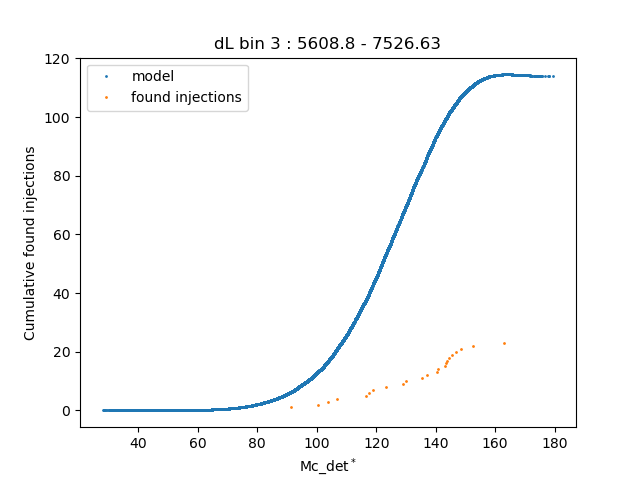 dL bin 3 : 5608.8 - 7526.63
model
found injections
Cumulative found injections
120
100
80
60
40
20
0
40 60 80 100 120 140 160 180
Mc_det*